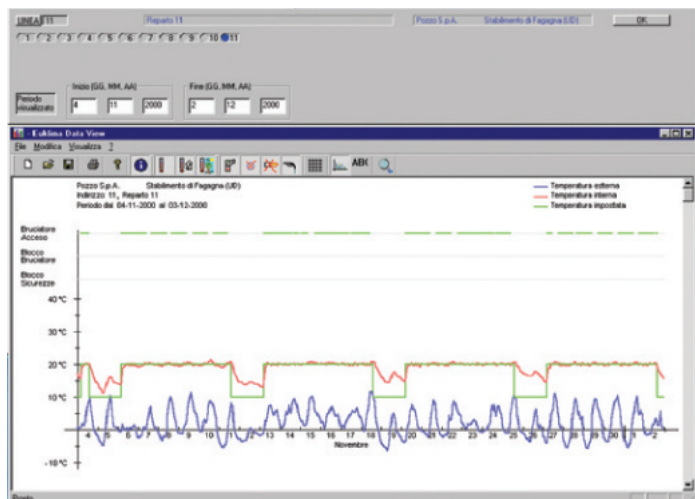 LINEA 11 Reparto 11 Pozzo S.p.A. Stabilimento di Fagagna (UD) OK
1 2 3 4 5 6 7 8 9 10 11
Periodo visualizzato
Inizio (GG, MM, AA) Fine (GG, MM, AA)
4 11 2000 2 12 2000
- Euklima Data View
File Modifica Visualizza ?
ABC
Pozzo S.p.A. Stabilimento di Fagagna (UD)
Indirizzo 11, Reparto 11
Periodo dal 04-11-2000 al 03-12-2000
Temperatura esterna
Temperatura interna
Temperatura impostata
Bruciatore
Acceso
Blocco
Bruciatore
Blocco
Sicurezze
40 °C
30 °C
20 °C
10 °C
4 5 6 7 8 9 10 11 12 13 14 15 16 17 18 19 20 21 22 23 24 25 26 27 28 29 30 1 2
Novembre
-10 °C
Pronto